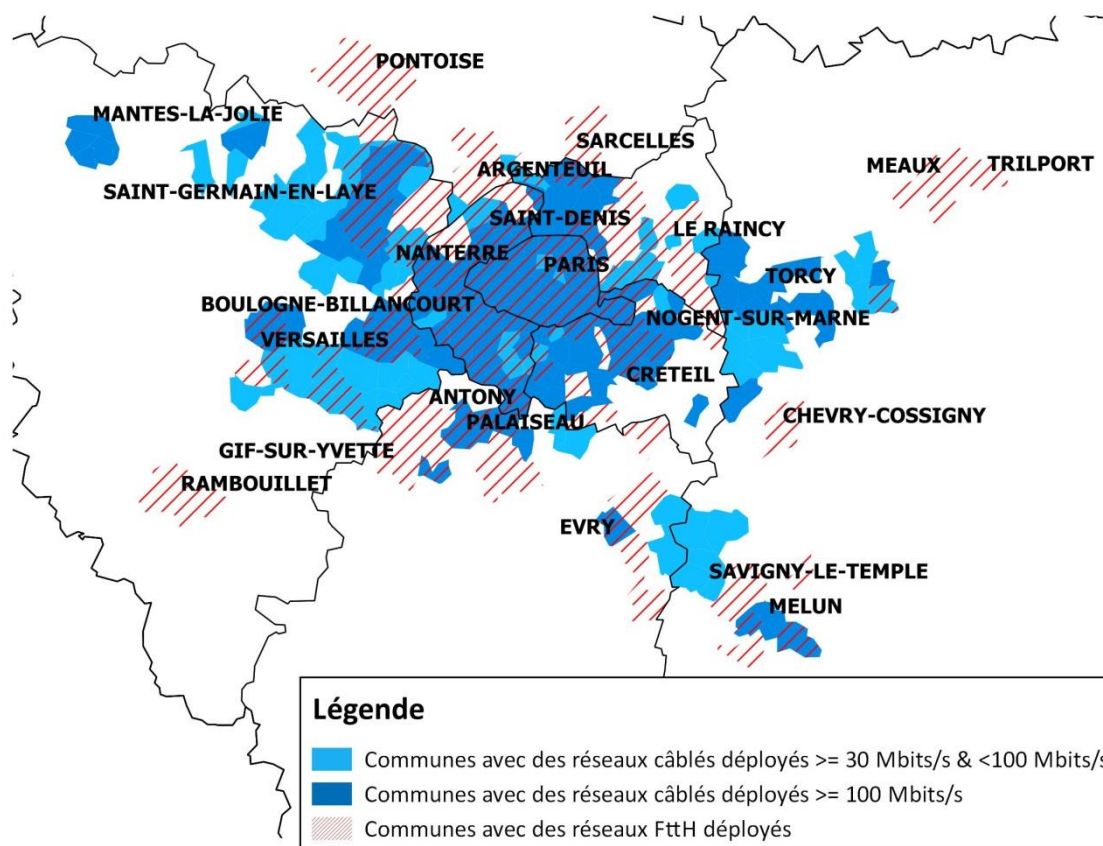 PONTOISE
MANTES-LA-JOLIE
SARCELLES
ARGENTEUIL
MEAUX
TRILPORT
SAINT-GERMAIN-EN-LAYE
SAINT-DENIS
LE RAINCY
NANTERRE
PARIS
TORCY
BOULOGNE-BILLANCOURT
NOGENT-SUR-MARNE
VERSAILLES
CRETEIL
ANTONY
CHEVRY-COSSIGNY
PALAISEAU
GIF-SUR-YVETTE
RAMBOUILLET
EVRY
SAVIGNY-LE-TEMPLE
MELUN
Légende
Communes avec des réseaux câblés déployés >= 30 Mbits/s & <100 Mbits/s
Communes avec des réseaux câblés déployés >= 100 Mbits/s
Communes avec des réseaux FttH déployés